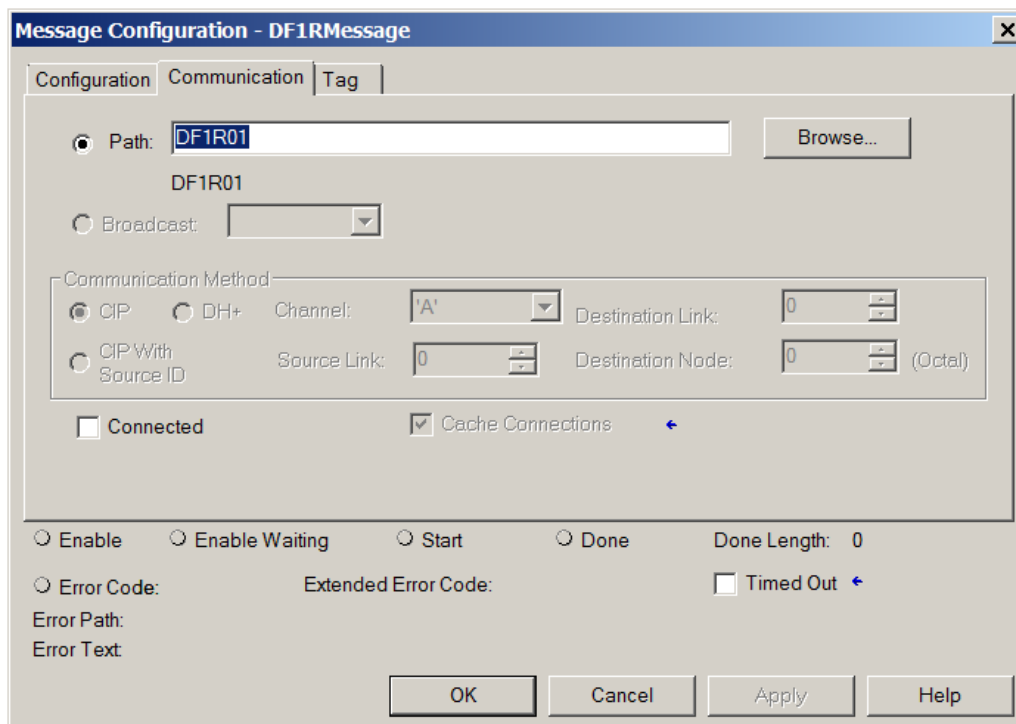 Message Configuration - DF1RMessage
Configuration Communication Tag
Path: DF1R01 Browse...
DF1R01
Broadcast:
Communication Method
CIP DH+ Channel: 'A' Destination Link: 0
CIP With Source ID Source Link: 0 Destination Node: 0 (Octal)
Connected Cache Connections
Enable Enable Waiting Start Done Done Length: 0
Error Code: Extended Error Code: Timed Out
Error Path:
Error Text:
OK Cancel Apply Help